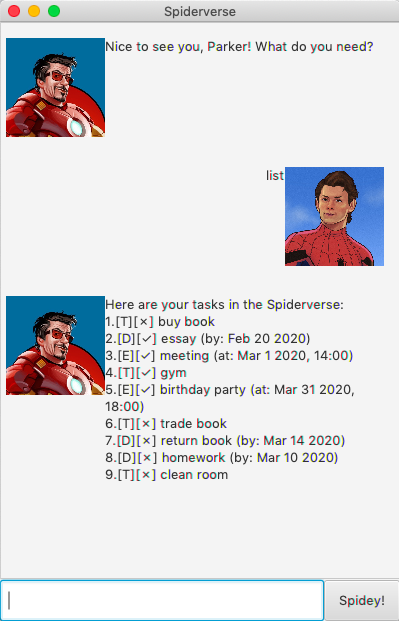 Spiderverse
Nice to see you, Parker! What do you need?
list
Here are your tasks in the Spiderverse:
1.[T][×] buy book
2.[D][✓] essay (by: Feb 20 2020)
3.[E][✓] meeting (at: Mar 1 2020, 14:00)
4.[T][✓] gym
5.[E][✓] birthday party (at: Mar 31 2020,
18:00)
6.[T][×] trade book
7.[D][×] return book (by: Mar 14 2020)
8.[D][×] homework (by: Mar 10 2020)
9.[T][×] clean room
Spidey!